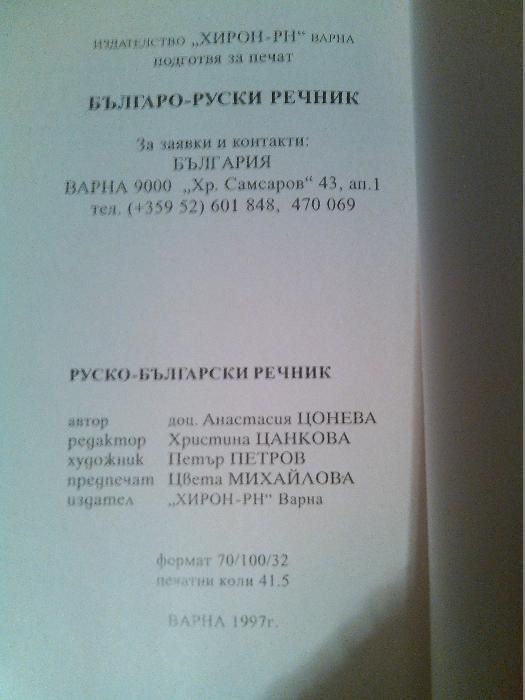 ИЗДАТЕЛСТВО „ХИРОН-РН“ ВАРНА
подготвя за печат
БЪЛГАРО-РУСКИ РЕЧНИК
За заявки и контакти:
БЪЛГАРИЯ
ВАРНА 9000 „Хр. Самсаров“ 43, ап.1
тел. (+359 52) 601 848, 470 069
РУСКО-БЪЛГАРСКИ РЕЧНИК
автор доц. Анастасия ЦОНЕВА
редактор Христина ЦАНКОВА
художник Петър ПЕТРОВ
предпечат Цвета МИХАЙЛОВА
издател „ХИРОН-РН“ Варна
формат 70/100/32
печатни коли 41.5
ВАРНА 1997г.